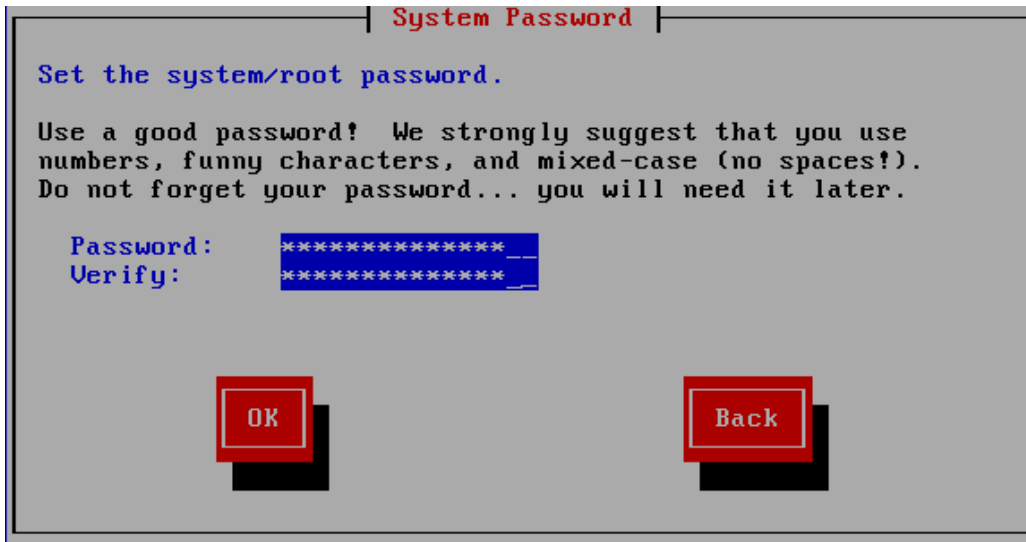 System Password
Set the system/root password.
Use a good password!  We strongly suggest that you use
numbers, funny characters, and mixed-case (no spaces!).
Do not forget your password... you will need it later.
Password: **************__
Verify: **************__
OK Back